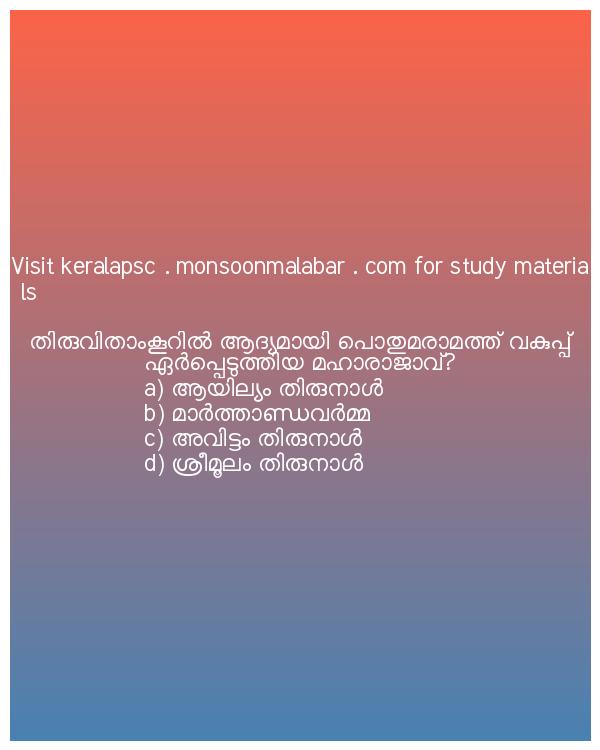 Visit keralapsc . monsoonmalabar . com for study materia
ls
തിരുവിതാംകൂറിൽ ആദ്യമായി പൊതുമരാമത്ത് വകുപ്പ്
ഏർപ്പെടുത്തിയ മഹാരാജാവ്?
a) ആയില്യം തിരുനാൾ
b) മാർത്താണ്ഡവർമ്മ
c) അവിട്ടം തിരുനാൾ
d) ശ്രീമൂലം തിരുനാൾ